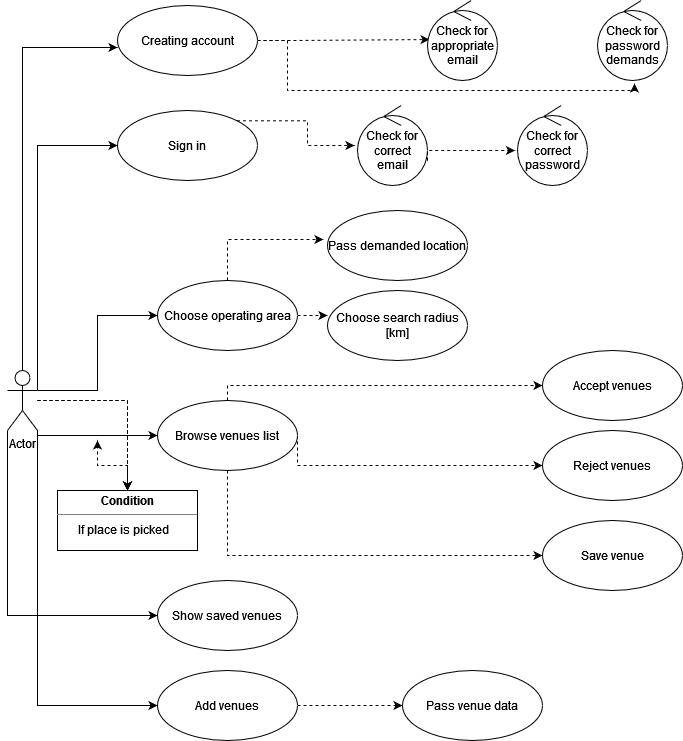 Creating account
Check for
appropriate
email
Check for
password
demands
Sign in
Check for
correct
email
Check for
correct
password
Pass demanded location
Choose operating area
Choose search radius
[km]
Accept venues
Actor
Browse venues list
Reject venues
Condition
If place is picked
Save venue
Show saved venues
Add venues
Pass venue data